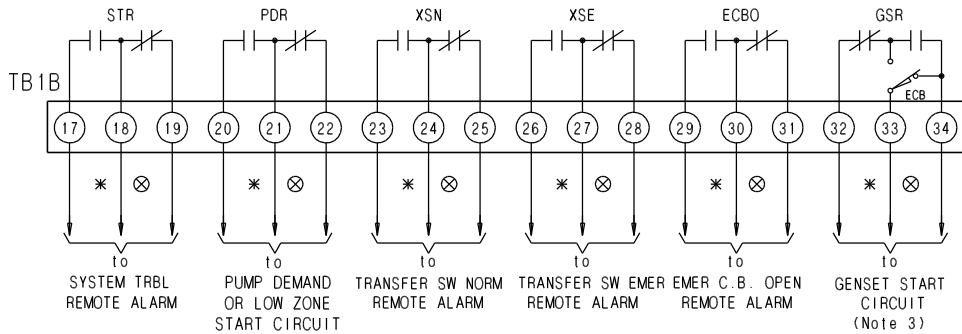 STR PDR XSN XSE ECBO GSR
TB1B
ECB
17 18 19 20 21 22 23 24 25 26 27 28 29 30 31 32 33 34
to to to to to to
SYSTEM TRBL PUMP DEMAND TRANSFER SW NORM TRANSFER SW EMER EMER C.B. OPEN GENSET START
REMOTE ALARM OR LOW ZONE REMOTE ALARM REMOTE ALARM REMOTE ALARM CIRCUIT
START CIRCUIT (Note 3)